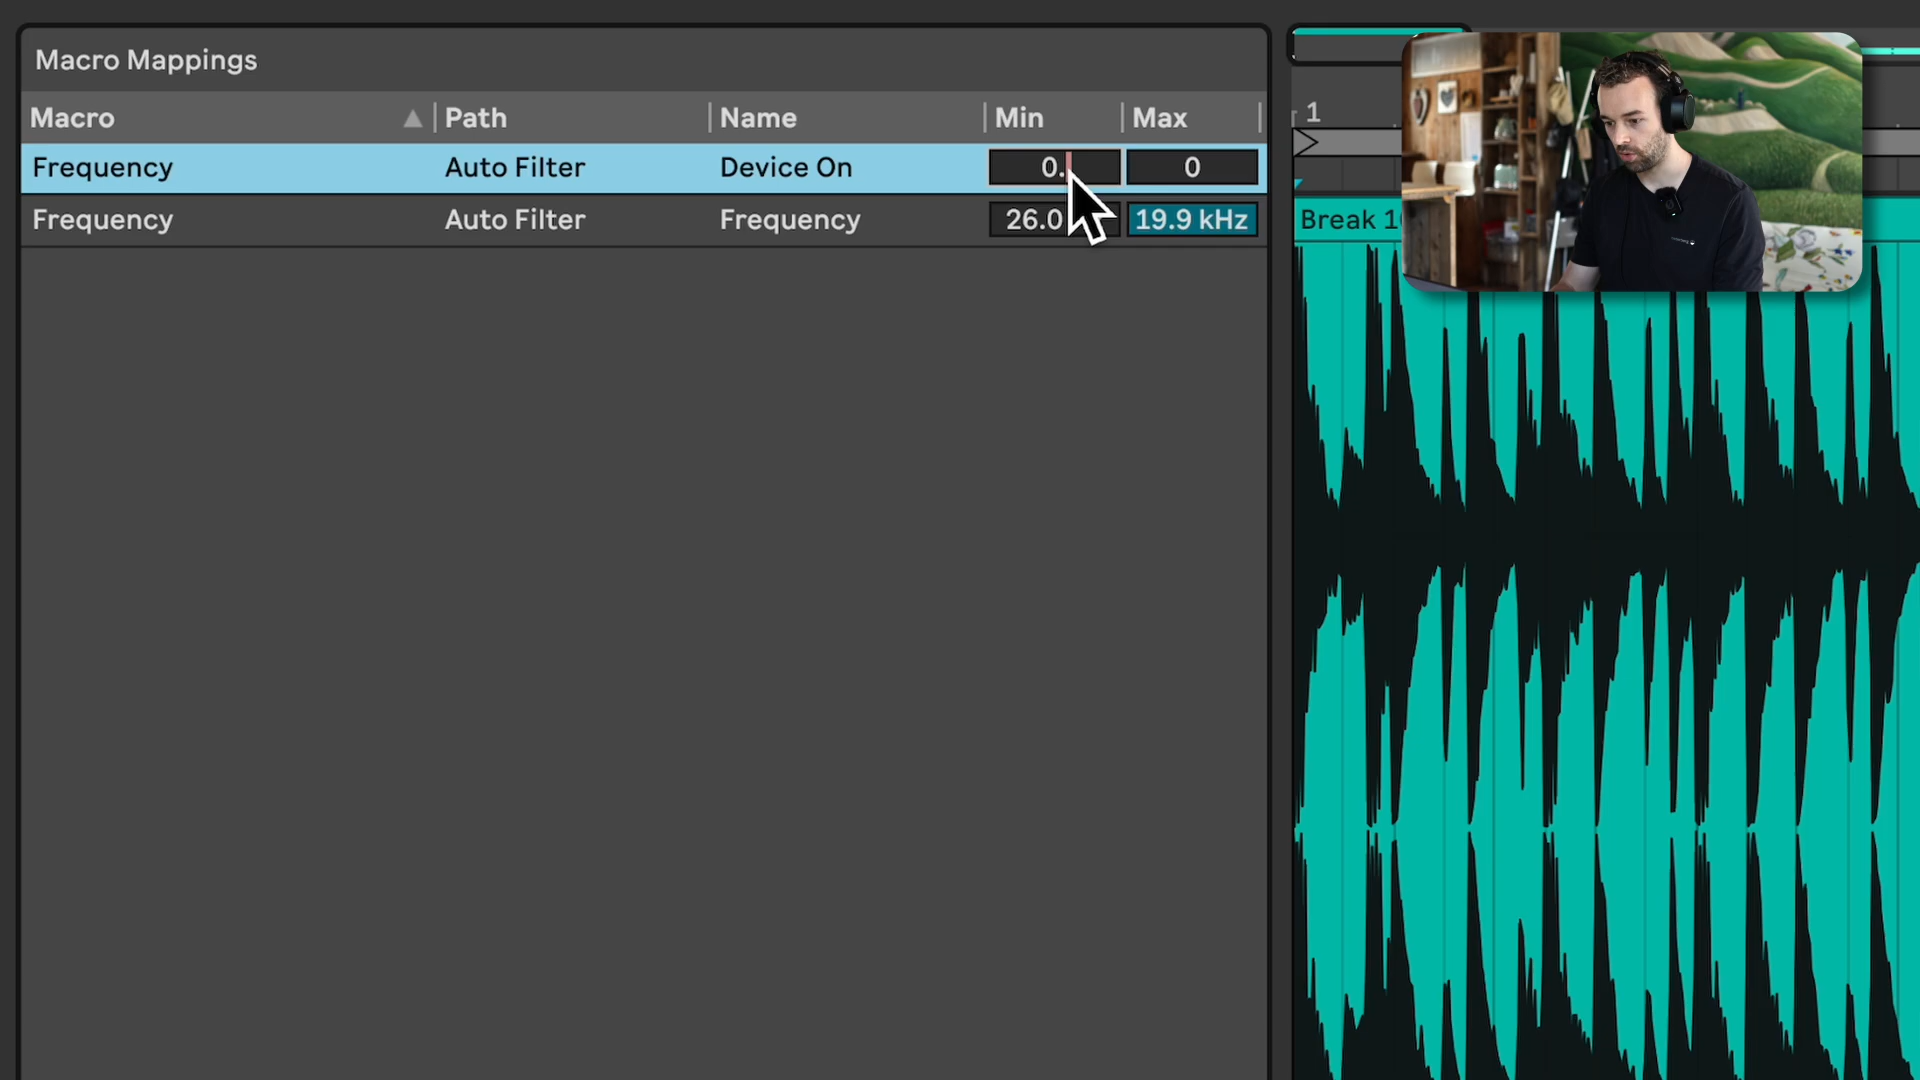 Macro Mappings
Macro Path Name Min Max
Frequency Auto Filter Device On 0. 0
Frequency Auto Filter Frequency 26.0 19.9 kHz
1
Break 1